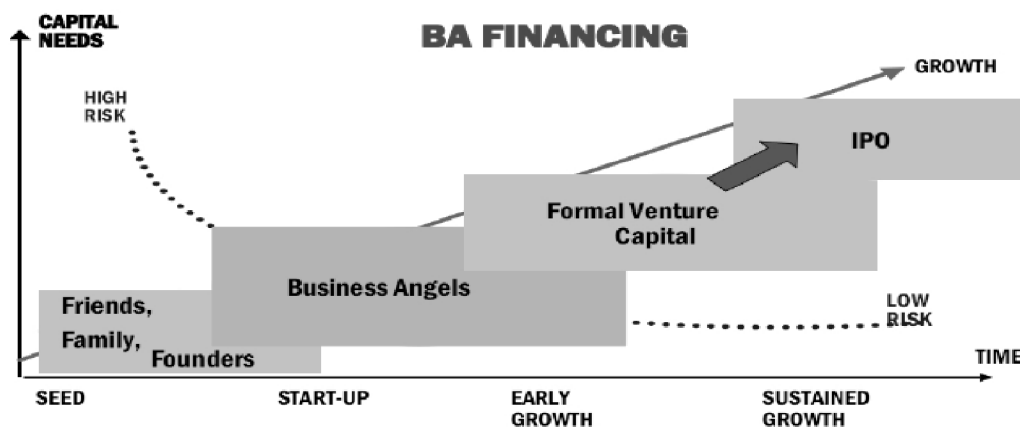 CAPITAL
NEEDS
BA FINANCING
GROWTH
HIGH
RISK
IPO
Formal Venture
Capital
Business Angels
Friends,
Family,
Founders
LOW
RISK
TIME
SEED
START-UP
EARLY
GROWTH
SUSTAINED
GROWTH